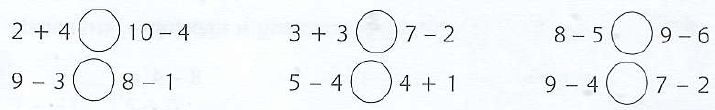 2 + 4 ◯ 10 – 4 3 + 3 ◯ 7 – 2 8 – 5 ◯ 9 – 6
9 – 3 ◯ 8 – 1 5 – 4 ◯ 4 + 1 9 – 4 ◯ 7 – 2